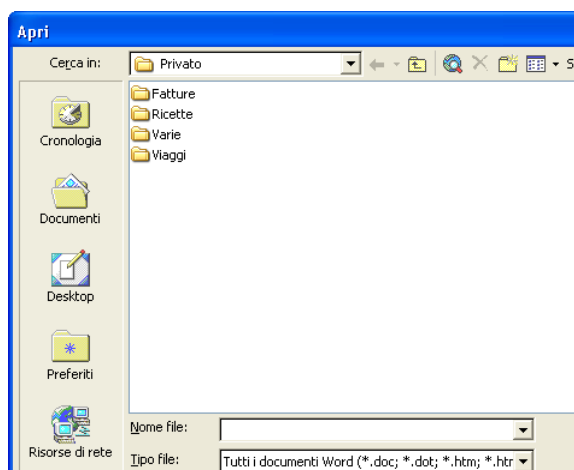 Apri
Cerca in:
Privato
Fatture
Ricette
Varie
Viaggi
Cronologia
Documenti
Desktop
Preferiti
Risorse di rete
Nome file:
Tipo file:
Tutti i documenti Word (*.doc; *.dot; *.htm; *.htr